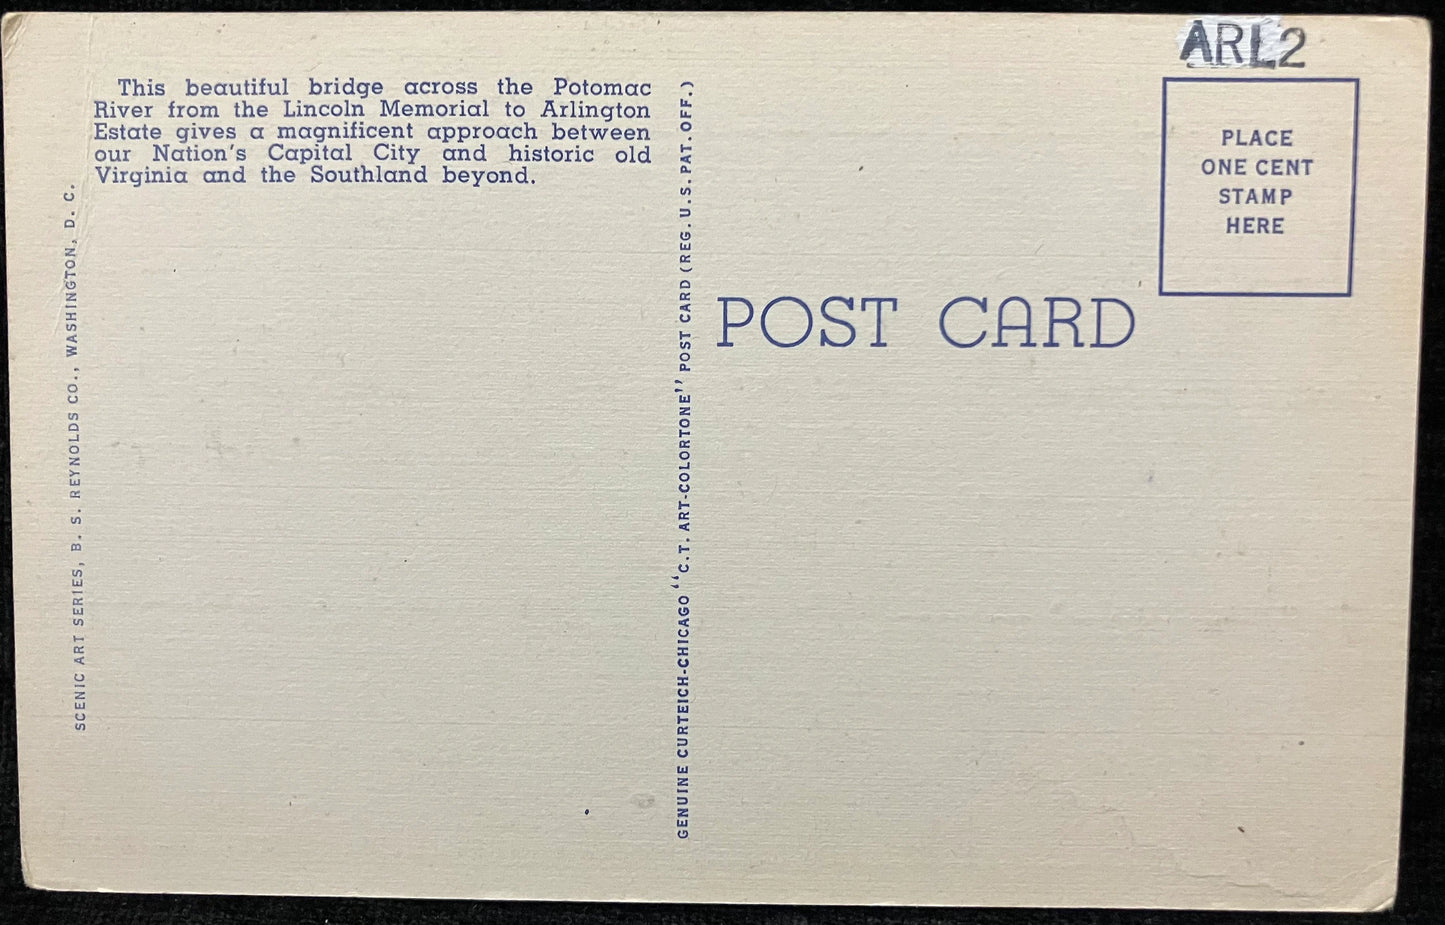 ARL2
This beautiful bridge across the Potomac
River from the Lincoln Memorial to Arlington
Estate gives a magnificent approach between
our Nation's Capital City and historic old
Virginia and the Southland beyond.
SCENIC ART SERIES, B. S. REYNOLDS CO., WASHINGTON, D. C.
GENUINE CURTEICH-CHICAGO "C.T. ART-COLORTONE" POST CARD (REG. U.S. PAT. OFF.)
PLACE
ONE CENT
STAMP
HERE
POST CARD